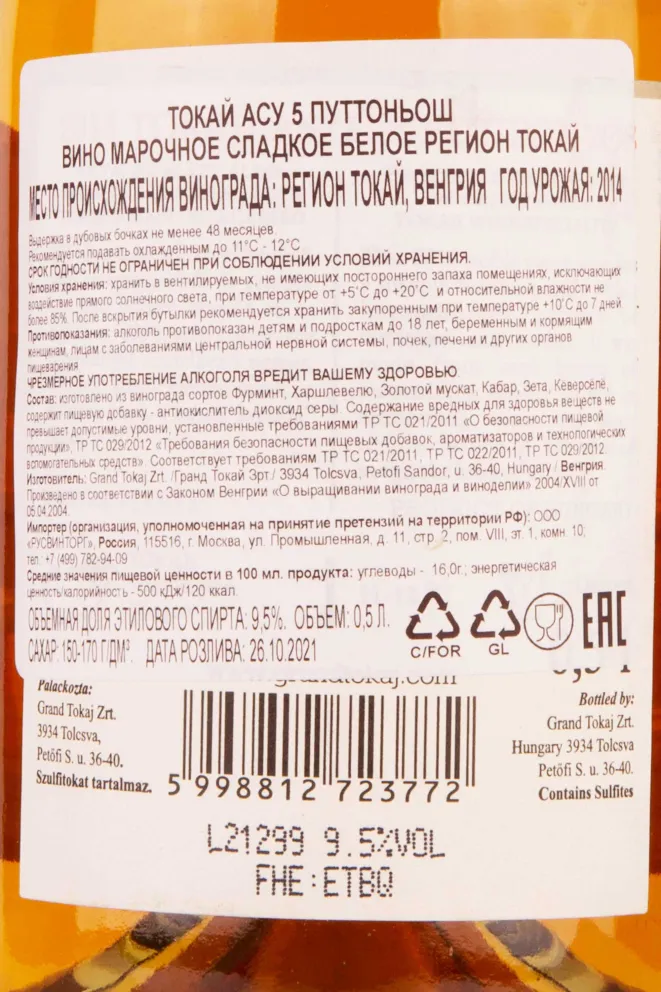 ТОКАЙ АСУ 5 ПУТТОНЬОШ
ВИНО МАРОЧНОЕ СЛАДКОЕ БЕЛОЕ РЕГИОН ТОКАЙ
МЕСТО ПРОИСХОЖДЕНИЯ ВИНОГРАДА: РЕГИОН ТОКАЙ, ВЕНГРИЯ ГОД УРОЖАЯ: 2014
Выдержка в дубовых бочках не менее 48 месяцев.
Рекомендуется подавать охлажденным до 11°С - 12°С
СРОК ГОДНОСТИ НЕ ОГРАНИЧЕН ПРИ СОБЛЮДЕНИИ УСЛОВИЙ ХРАНЕНИЯ.
Условия хранения: хранить в вентилируемых, не имеющих постороннего запаха помещениях, исключающих
воздействие прямого солнечного света, при температуре от +5°С до +20°С и относительной влажности не
более 85%. После вскрытия бутылки рекомендуется хранить закупоренным при температуре +10°С до 7 дней
Противопоказания: алкоголь противопоказан детям и подросткам до 18 лет, беременным и кормящим
женщинам, лицам с заболеваниями центральной нервной системы, почек, печени и других органов
пищеварения.
ЧРЕЗМЕРНОЕ УПОТРЕБЛЕНИЕ АЛКОГОЛЯ ВРЕДИТ ВАШЕМУ ЗДОРОВЬЮ
Состав: изготовлено из винограда сортов Фурминт, Харшлевелю, Золотой мускат, Кабар, Зета, Кеверсёлё,
содержит пищевую добавку - антиокислитель диоксид серы. Содержание вредных для здоровья веществ не
превышает допустимые уровни, установленные требованиями ТР ТС 021/2011 «О безопасности пищевой
продукции», ТР ТС 029/2012 «Требования безопасности пищевых добавок, ароматизаторов и технологических
вспомогательных средств». Соответствует требованиям ТР ТС 021/2011, ТР ТС 022/2011, ТР ТС 029/2012
Изготовитель: Grand Tokaj Zrt. /Гранд Токай Зрт./ 3934 Tolcsva, Petofi Sandor, u. 36-40, Hungary / Венгрия.
Произведено в соответствии с Законом Венгрии «О выращивании винограда и виноделии» 2004/XVIII от
05.04.2004.
Импортер (организация, уполномоченная на принятие претензий на территории РФ): ООО
«РУСВИНТОРГ», Россия, 115516, г. Москва, ул. Промышленная, д. 11, стр. 2, пом. VIII, эт. 1, комн. 10;
тел. +7 (499) 782-94-09
Средние значения пищевой ценности в 100 мл. продукта: углеводы - 16,0г.; энергетическая
ценность/калорийность - 500 кДж/120 ккал.
ОБЪЕМНАЯ ДОЛЯ ЭТИЛОВОГО СПИРТА: 9,5%. ОБЪЕМ: 0,5 Л.
САХАР: 150-170 Г/ДМ³. ДАТА РОЗЛИВА: 26.10.2021
C/FOR
GL
EAC
Palackozta:
Grand Tokaj Zrt.
3934 Tolcsva,
Petőfi S. u. 36-40.
Szulfitokat tartalmaz.
5 998812 723772
Bottled by:
Grand Tokaj Zrt.
Hungary 3934 Tolcsva
Petőfi S. u. 36-40.
Contains Sulfites
L21299 9.5%VOL
FHE:ETBQ